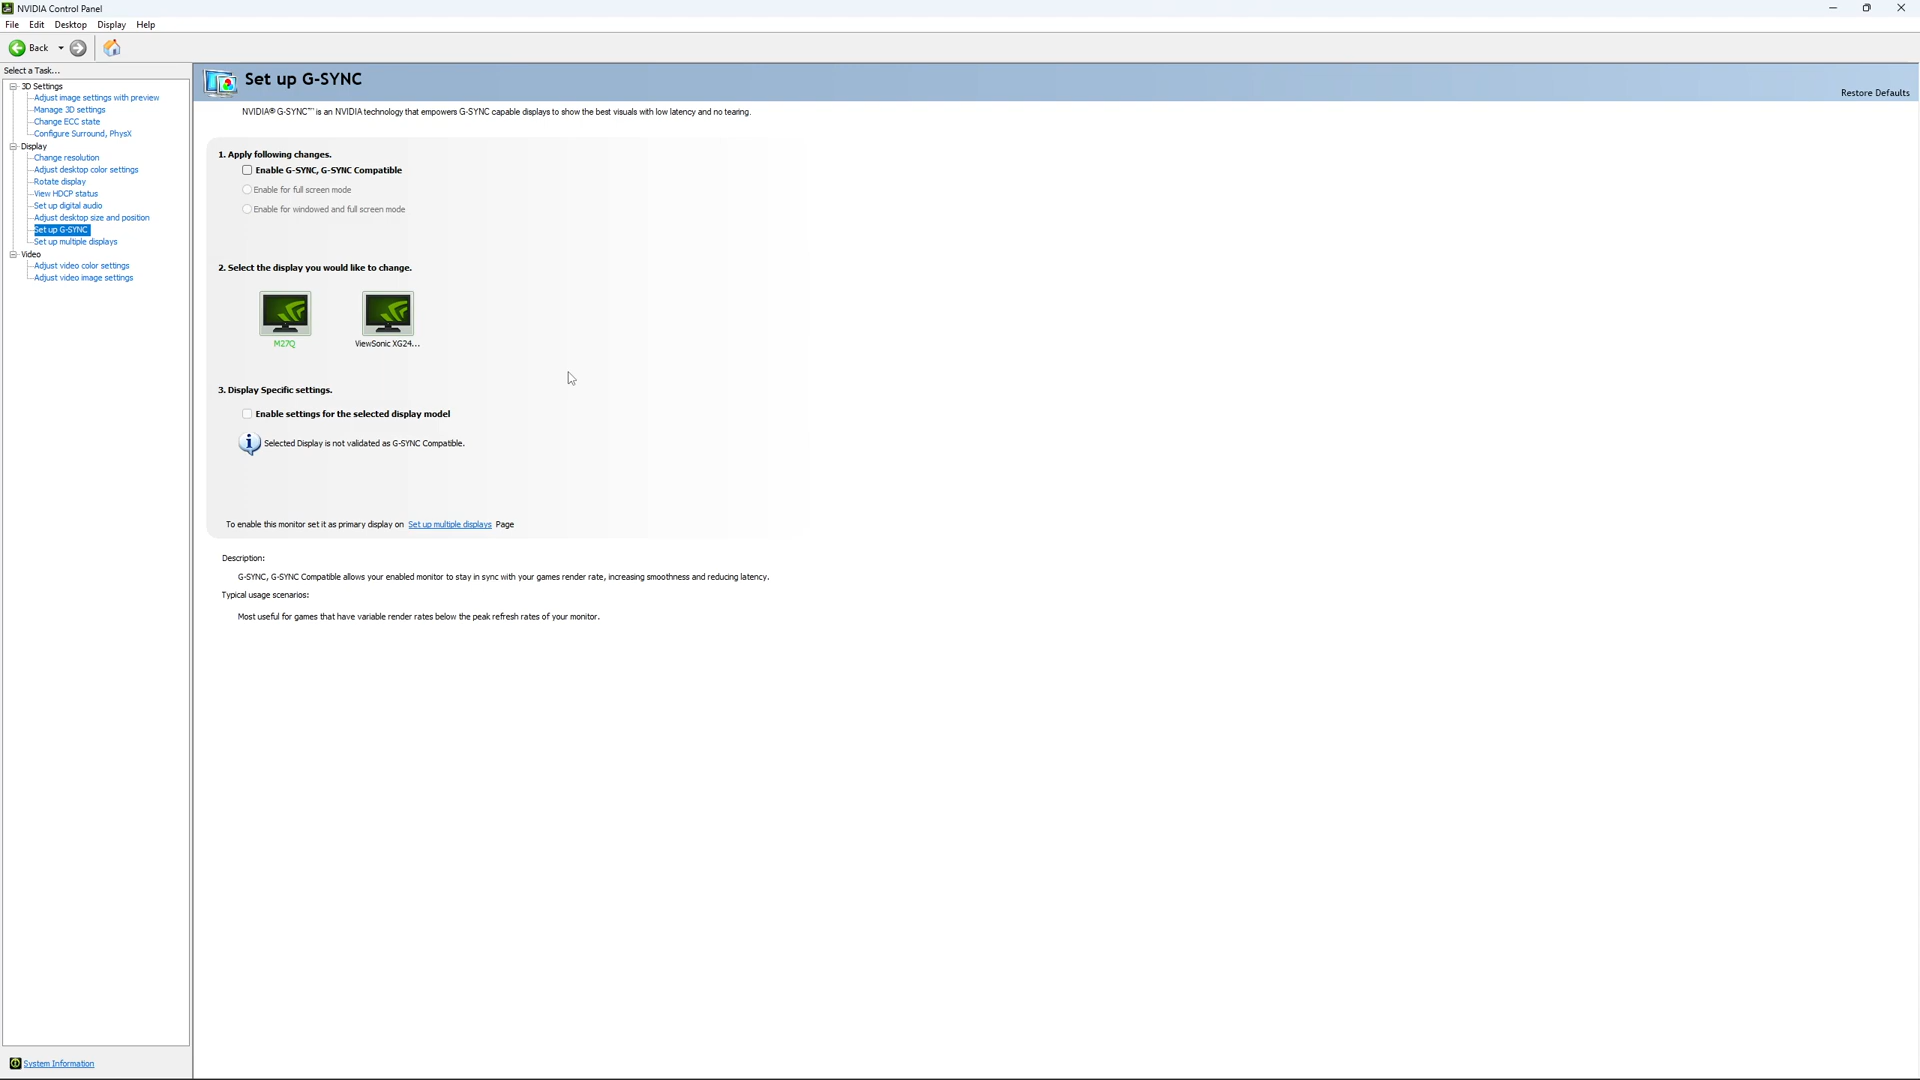 NVIDIA Control Panel
File Edit Desktop Display Help
Back
Select a Task...
3D Settings
Adjust image settings with preview
Manage 3D settings
Change ECC state
Configure Surround, PhysX
Display
Change resolution
Adjust desktop color settings
Rotate display
View HDCP status
Set up digital audio
Adjust desktop size and position
Set up G-SYNC
Set up multiple displays
Video
Adjust video color settings
Adjust video image settings
System Information
Set up G-SYNC
Restore Defaults
NVIDIA® G-SYNC™ is an NVIDIA technology that empowers G-SYNC capable displays to show the best visuals with low latency and no tearing.
1. Apply following changes.
Enable G-SYNC, G-SYNC Compatible
Enable for full screen mode
Enable for windowed and full screen mode
2. Select the display you would like to change.
M27Q ViewSonic XG24...
3. Display Specific settings.
Enable settings for the selected display model
Selected Display is not validated as G-SYNC Compatible.
To enable this monitor set it as primary display on Set up multiple displays Page
Description:
G-SYNC, G-SYNC Compatible allows your enabled monitor to stay in sync with your games render rate, increasing smoothness and reducing latency.
Typical usage scenarios:
Most useful for games that have variable render rates below the peak refresh rates of your monitor.